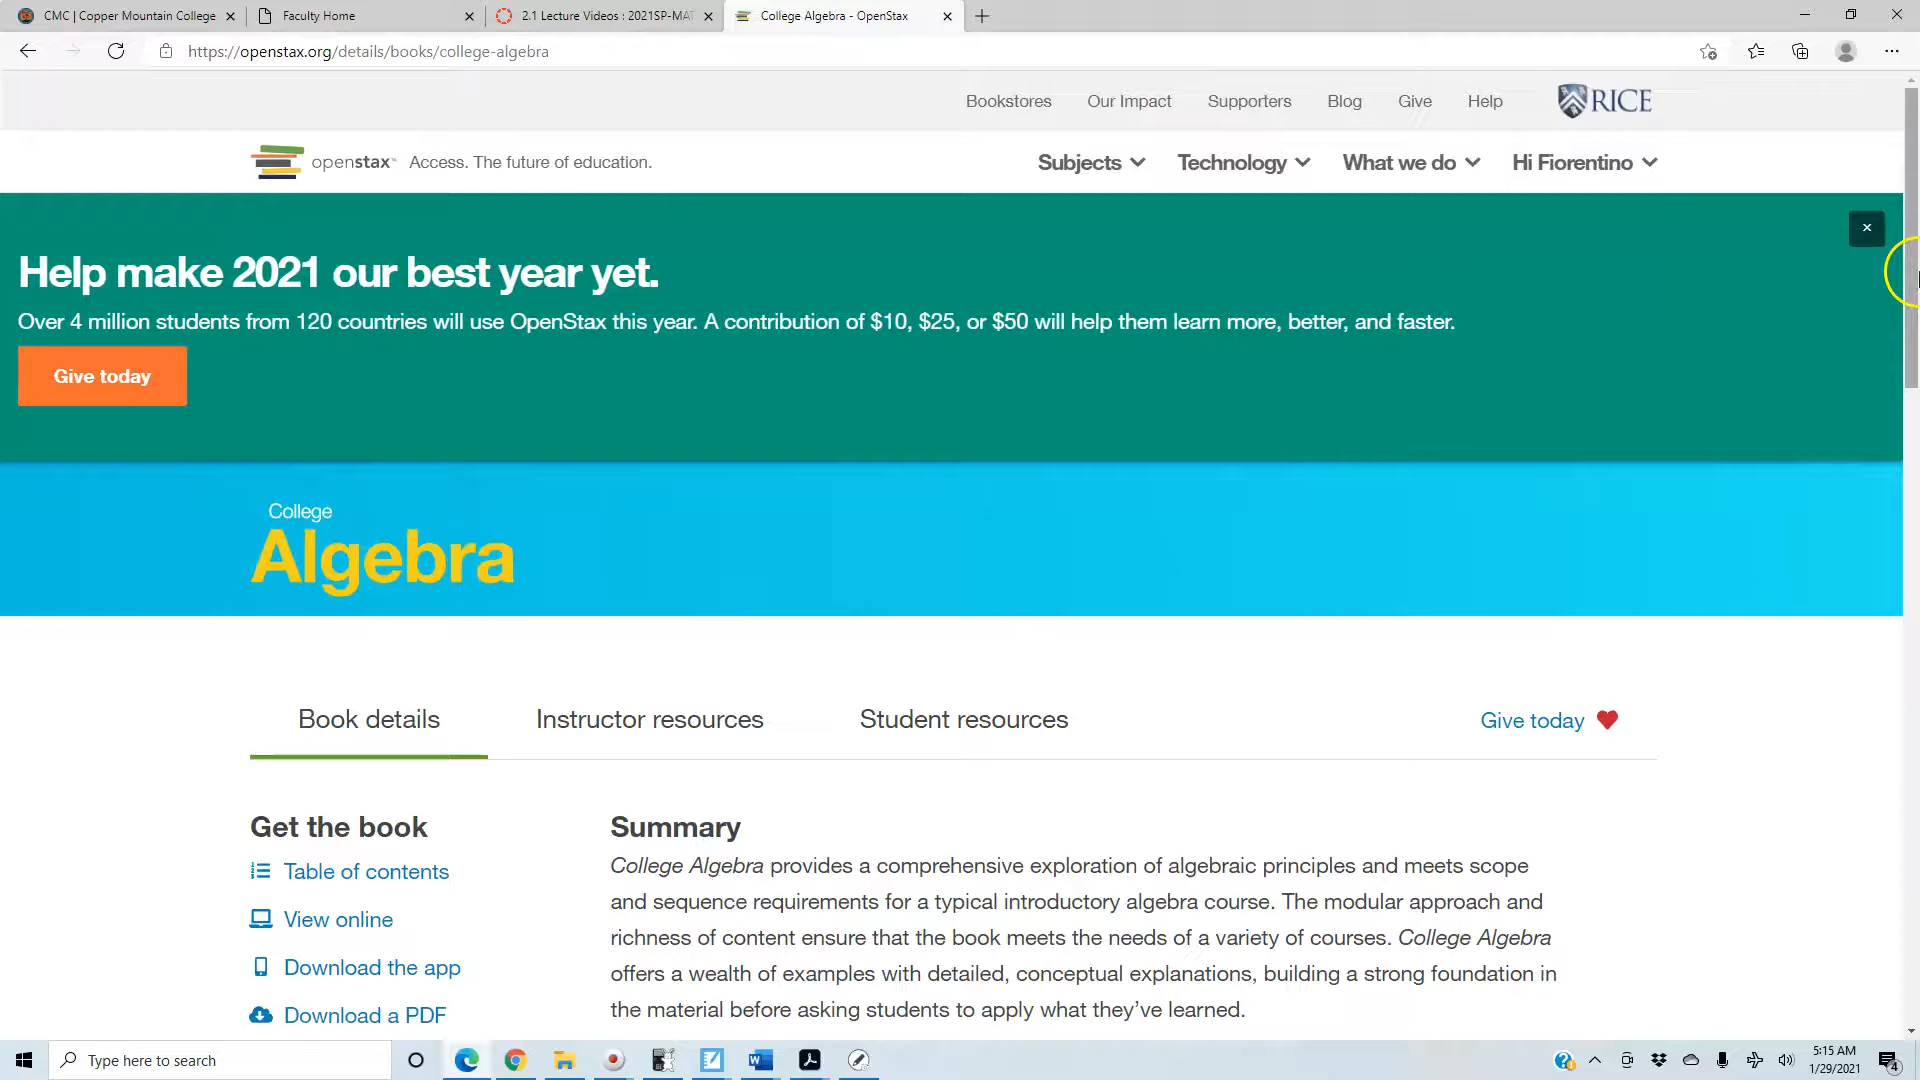 CMC | Copper Mountain College
Faculty Home
2.1 Lecture Videos : 2021SP-MAT
College Algebra - OpenStax
https://openstax.org/details/books/college-algebra
Bookstores Our Impact Supporters Blog Give Help RICE
openstax™ Access. The future of education.
Subjects Technology What we do Hi Fiorentino
Help make 2021 our best year yet.
Over 4 million students from 120 countries will use OpenStax this year. A contribution of $10, $25, or $50 will help them learn more, better, and faster.
Give today
College
Algebra
Book details Instructor resources Student resources Give today
Get the book
Table of contents
View online
Download the app
Download a PDF
Summary
College Algebra provides a comprehensive exploration of algebraic principles and meets scope
and sequence requirements for a typical introductory algebra course. The modular approach and
richness of content ensure that the book meets the needs of a variety of courses. College Algebra
offers a wealth of examples with detailed, conceptual explanations, building a strong foundation in
the material before asking students to apply what they’ve learned.
Type here to search
5:15 AM
1/29/2021
4